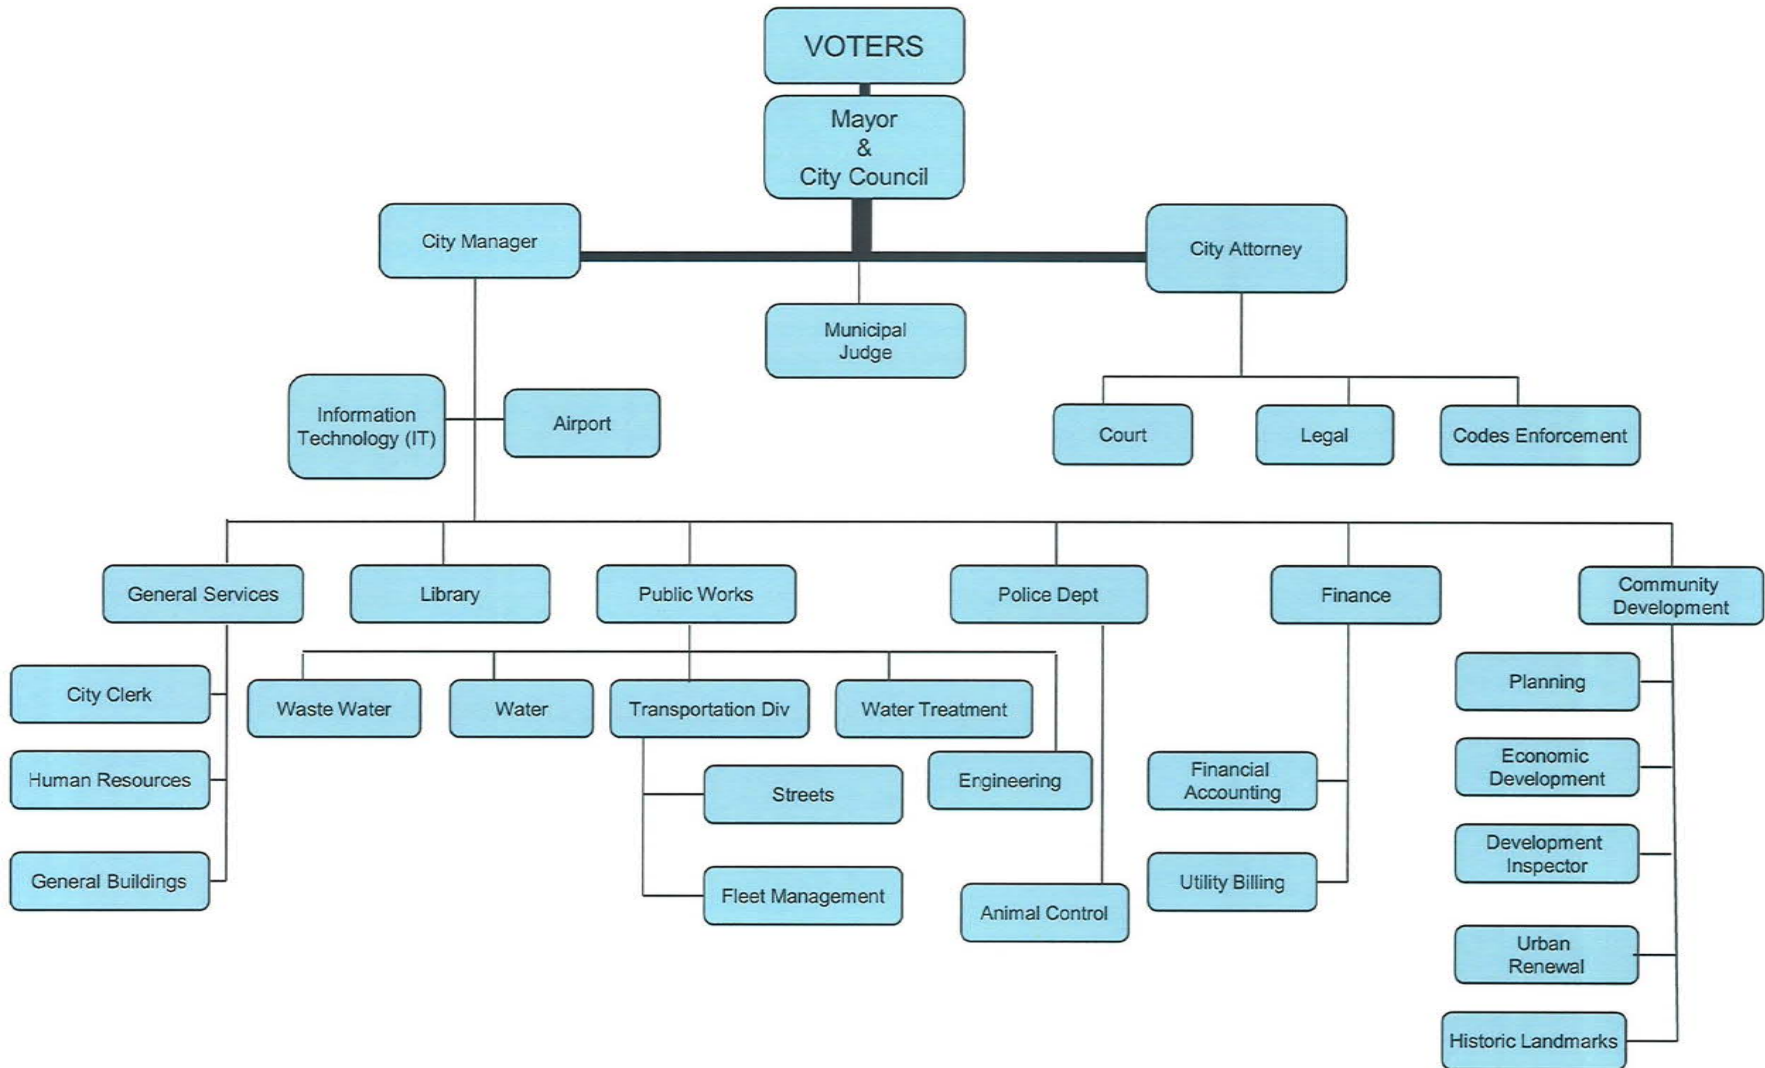 VOTERS
Mayor
&
City Council
City Manager
City Attorney
Municipal
Judge
Information
Technology (IT)
Airport
Court
Legal
Codes Enforcement
General Services
Library
Public Works
Police Dept
Finance
Community
Development
City Clerk
Human Resources
General Buildings
Waste Water
Water
Transportation Div
Water Treatment
Engineering
Streets
Fleet Management
Animal Control
Financial
Accounting
Utility Billing
Planning
Economic
Development
Development
Inspector
Urban
Renewal
Historic Landmarks